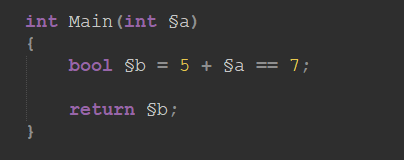 int Main(int §a)
{
bool §b = 5 + §a == 7;
return §b;
}